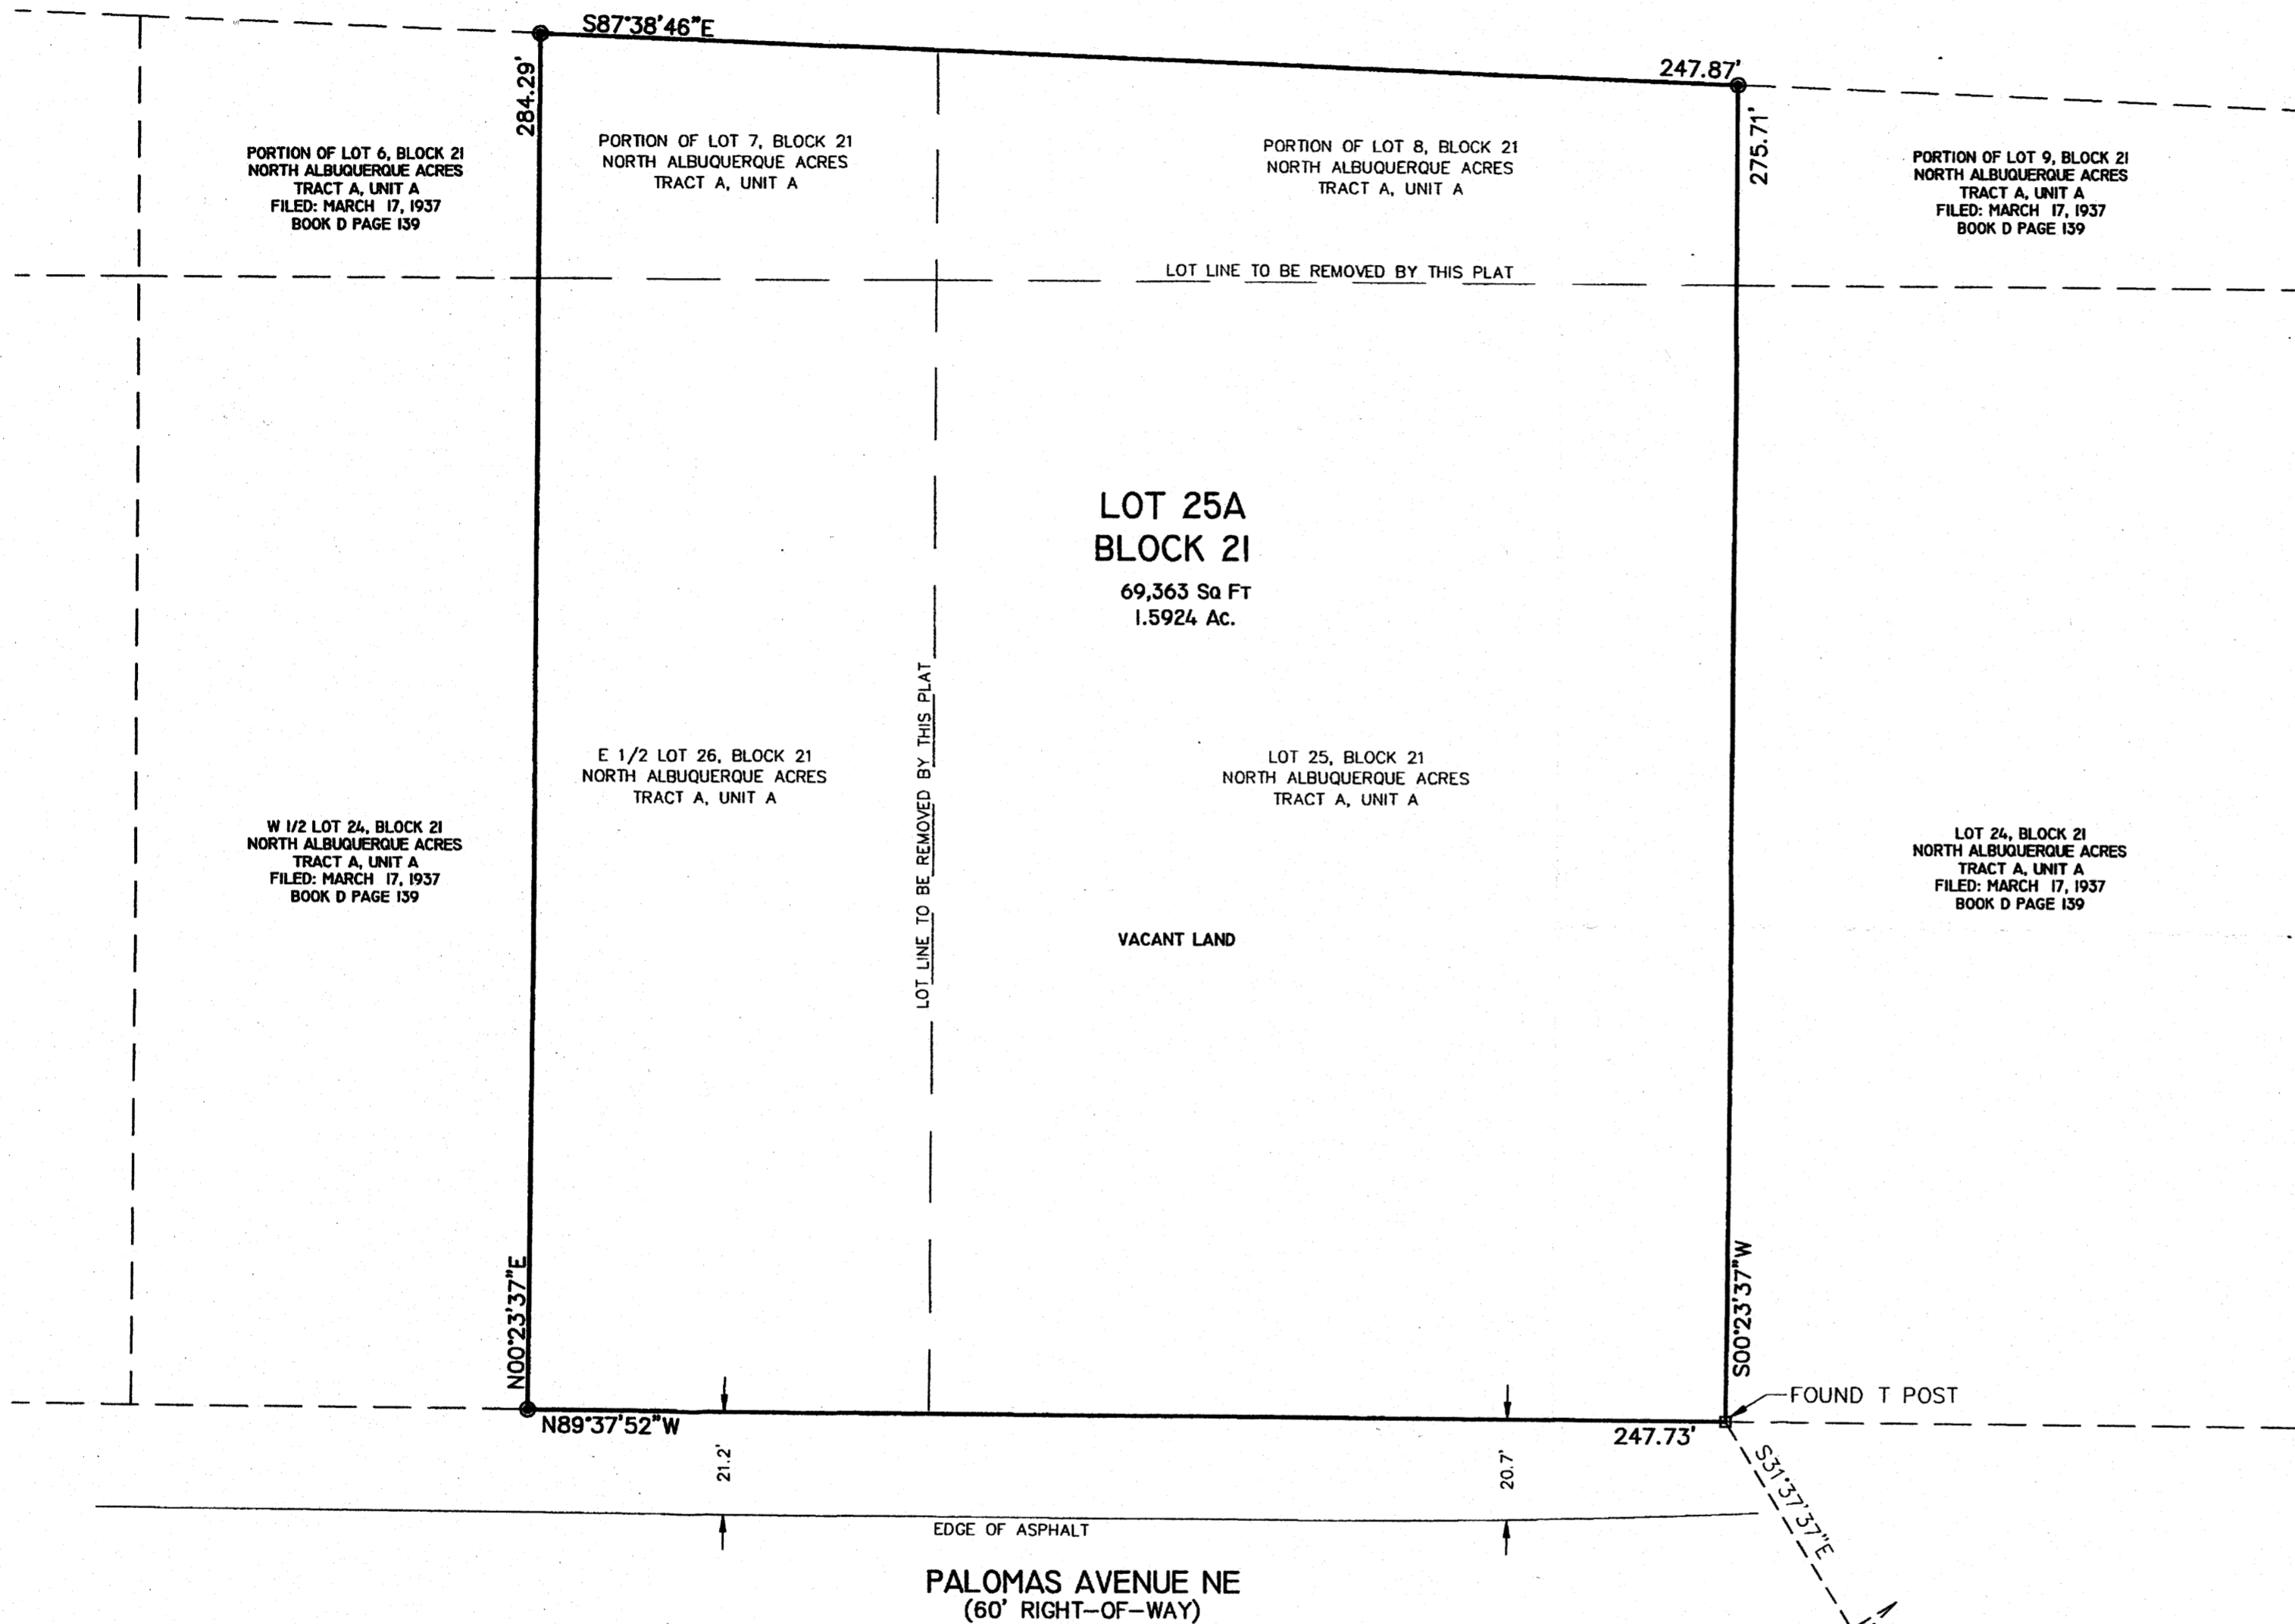 S87°38'46"E
247.87'
284.29'
275.71'
PORTION OF LOT 6, BLOCK 21
NORTH ALBUQUERQUE ACRES
TRACT A, UNIT A
FILED: MARCH 17, 1937
BOOK D PAGE 139
PORTION OF LOT 7, BLOCK 21
NORTH ALBUQUERQUE ACRES
TRACT A, UNIT A
PORTION OF LOT 8, BLOCK 21
NORTH ALBUQUERQUE ACRES
TRACT A, UNIT A
PORTION OF LOT 9, BLOCK 21
NORTH ALBUQUERQUE ACRES
TRACT A, UNIT A
FILED: MARCH 17, 1937
BOOK D PAGE 139
LOT LINE TO BE REMOVED BY THIS PLAT
LOT 25A
BLOCK 21
69,363 SQ FT
1.5924 AC.
LOT LINE TO BE REMOVED BY THIS PLAT
W 1/2 LOT 24, BLOCK 21
NORTH ALBUQUERQUE ACRES
TRACT A, UNIT A
FILED: MARCH 17, 1937
BOOK D PAGE 139
E 1/2 LOT 26, BLOCK 21
NORTH ALBUQUERQUE ACRES
TRACT A, UNIT A
LOT 25, BLOCK 21
NORTH ALBUQUERQUE ACRES
TRACT A, UNIT A
LOT 24, BLOCK 21
NORTH ALBUQUERQUE ACRES
TRACT A, UNIT A
FILED: MARCH 17, 1937
BOOK D PAGE 139
VACANT LAND
N00°23'37"E
S00°23'37"W
FOUND T POST
N89°37'52"W
247.73'
21.2'
20.7'
S31°37'37"E
EDGE OF ASPHALT
PALOMAS AVENUE NE
(60' RIGHT-OF-WAY)